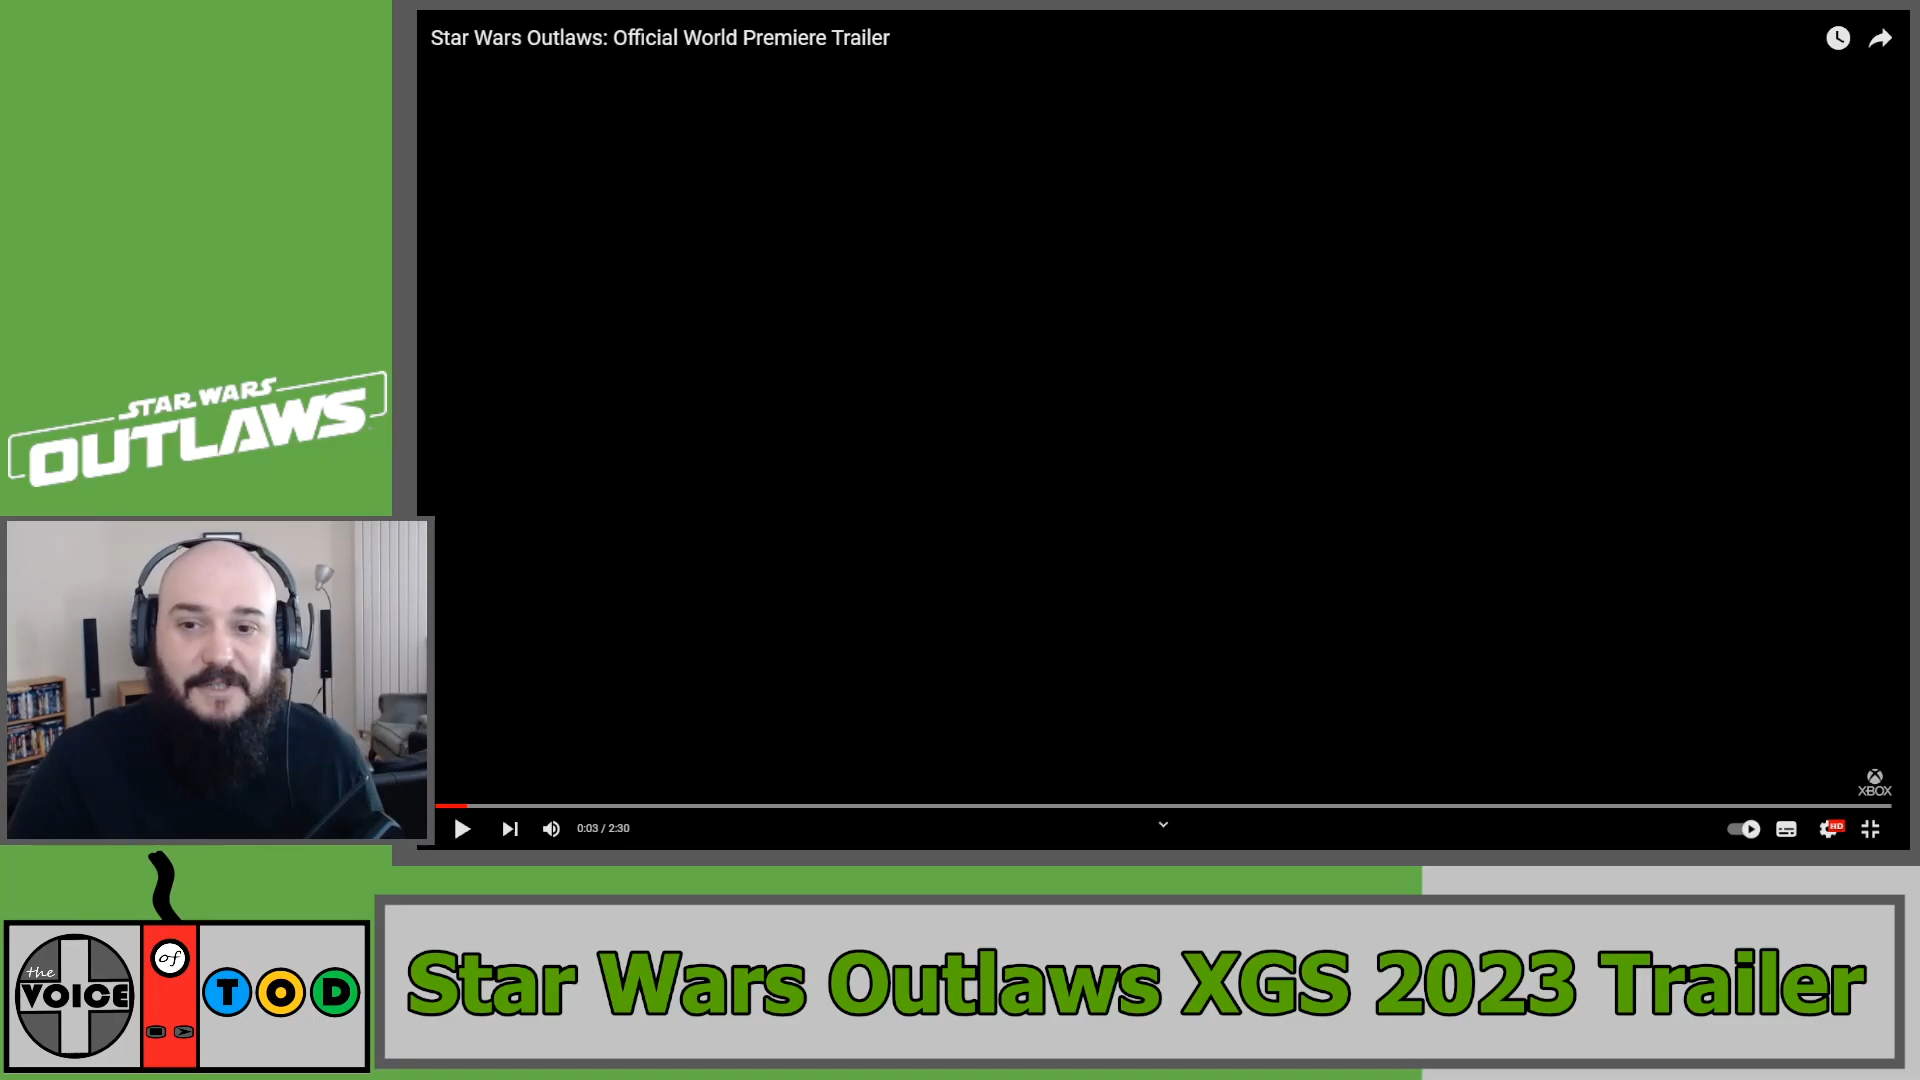 Star Wars Outlaws: Official World Premiere Trailer
STAR WARS
OUTLAWS
XBOX
0:03 / 2:30
HD
the
VOICE
of
TOD
Star Wars Outlaws XGS 2023 Trailer